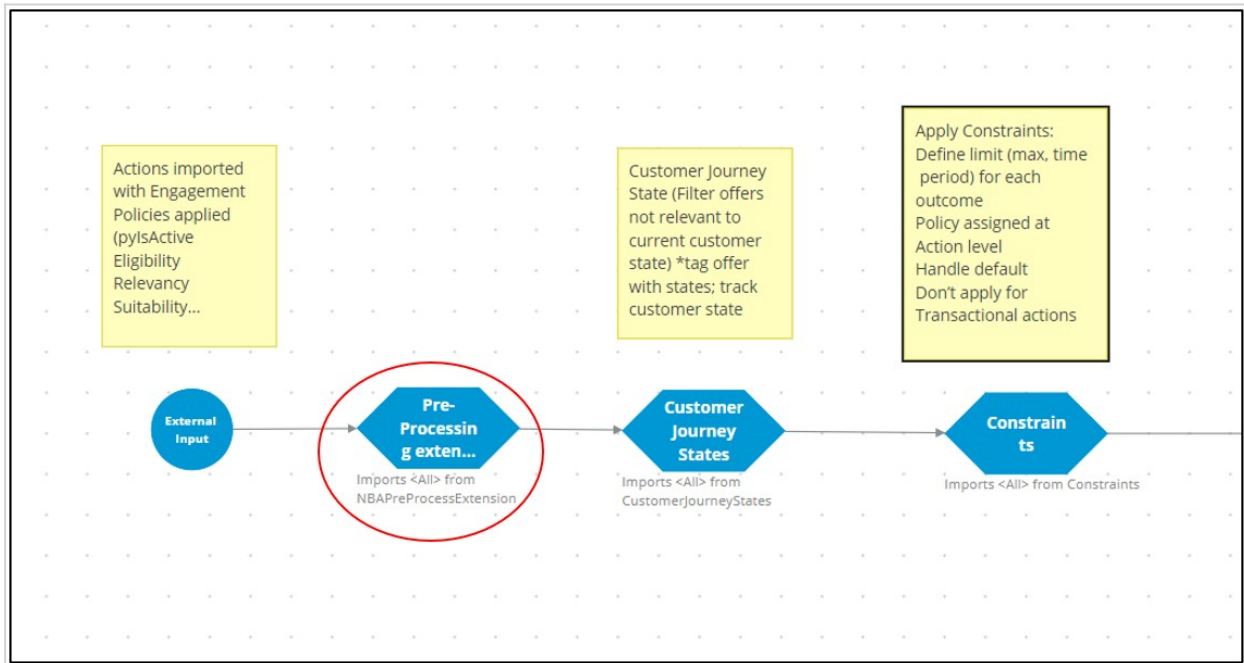 Actions imported
with Engagement
Policies applied
(pyIsActive
Eligibility
Relevancy
Suitability...
Customer Journey
State (Filter offers
not relevant to
current customer
state) *tag offer
with states; track
customer state
Apply Constraints:
Define limit (max, time
period) for each
outcome
Policy assigned at
Action level
Handle default
Don't apply for
Transactional actions
External
Input
Pre-
Processin
g exten...
Imports <All> from
NBAPreProcessExtension
Customer
Journey
States
Imports <All> from
CustomerJourneyStates
Constrain
ts
Imports <All> from Constraints